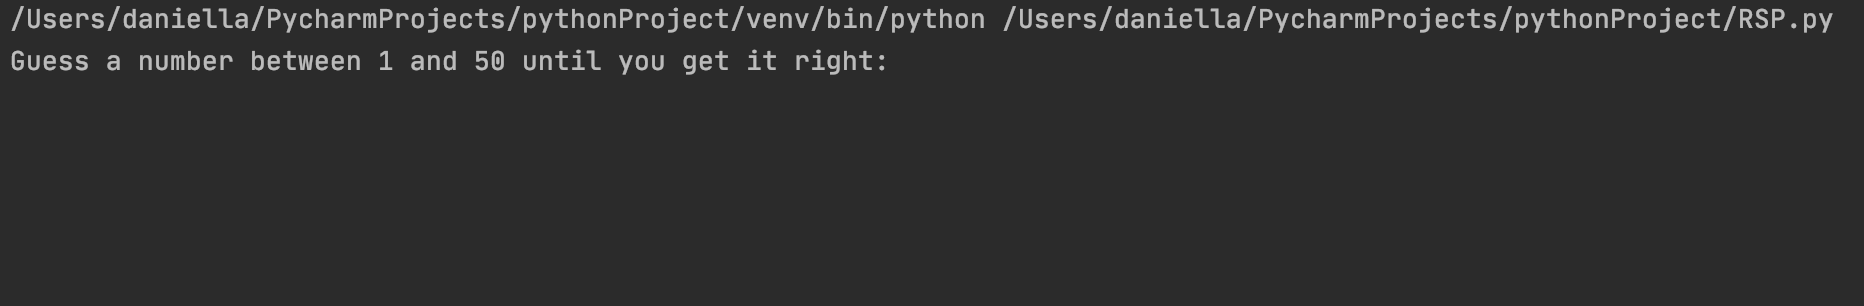 /Users/daniella/PycharmProjects/pythonProject/venv/bin/python /Users/daniella/PycharmProjects/pythonProject/RSP.py
Guess a number between 1 and 50 until you get it right: